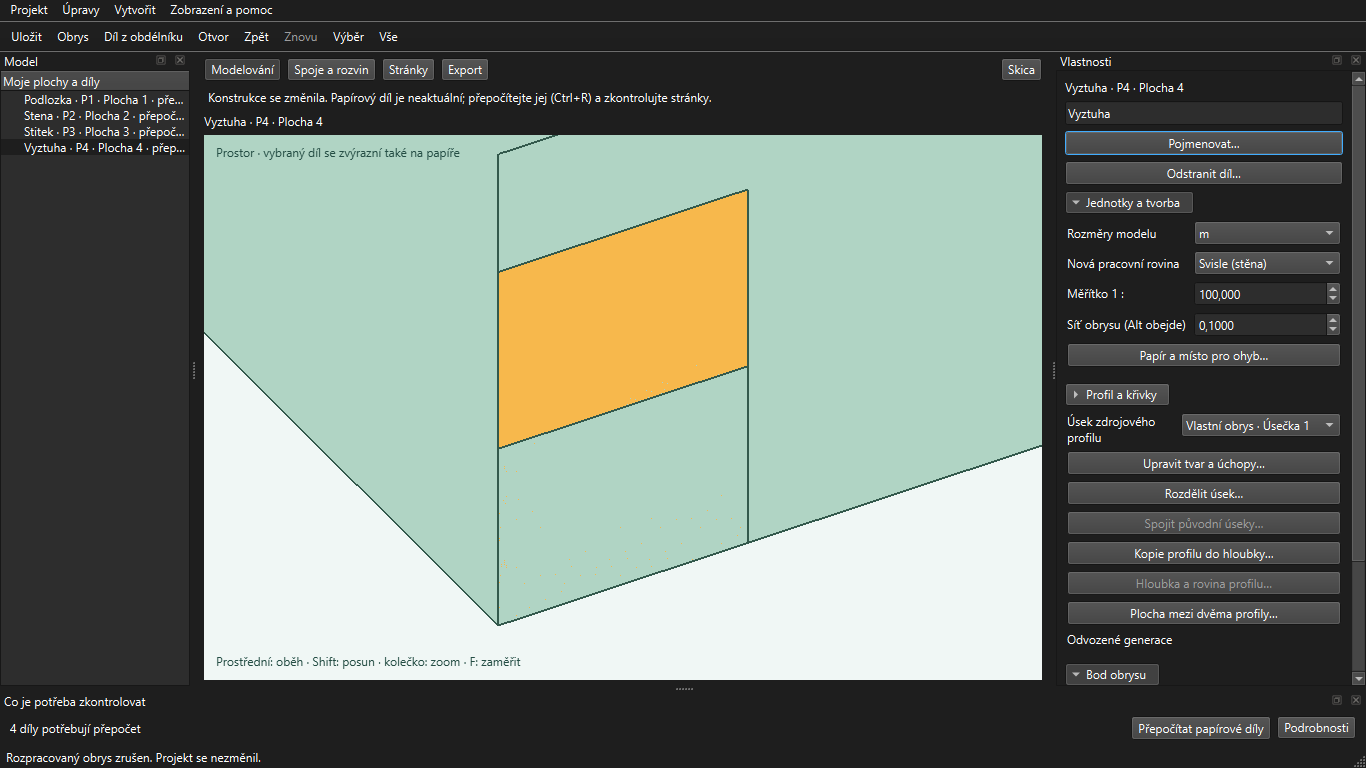 Projekt Úpravy Vytvořit Zobrazení a pomoc
Uložit Obrys Díl z obdélníku Otvor Zpět Znovu Výběr Vše
Model
Moje plochy a díly
Podlozka · P1 · Plocha 1 · pře...
Stena · P2 · Plocha 2 · přepoč...
Stitek · P3 · Plocha 3 · přepoč...
Vyztuha · P4 · Plocha 4 · přep...
Modelování Spoje a rozvin Stránky Export Skica
Konstrukce se změnila. Papírový díl je neaktuální; přepočítejte jej (Ctrl+R) a zkontrolujte stránky.
Vyztuha · P4 · Plocha 4
Prostor · vybraný díl se zvýrazní také na papíře
Prostřední: oběh · Shift: posun · kolečko: zoom · F: zaměřit
Vlastnosti
Vyztuha · P4 · Plocha 4
Vyztuha
Pojmenovat...
Odstranit díl...
Jednotky a tvorba
Rozměry modelu m
Nová pracovní rovina Svisle (stěna)
Měřítko 1 : 100,000
Síť obrysu (Alt obejde) 0,1000
Papír a místo pro ohyb...
Profil a křivky
Úsek zdrojového
profilu
Vlastní obrys · Úsečka 1
Upravit tvar a úchopy...
Rozdělit úsek...
Spojit původní úseky...
Kopie profilu do hloubky...
Hloubka a rovina profilu...
Plocha mezi dvěma profily...
Odvozené generace
Bod obrysu
Co je potřeba zkontrolovat
4 díly potřebují přepočet
Přepočítat papírové díly Podrobnosti
Rozpracovaný obrys zrušen. Projekt se nezměnil.